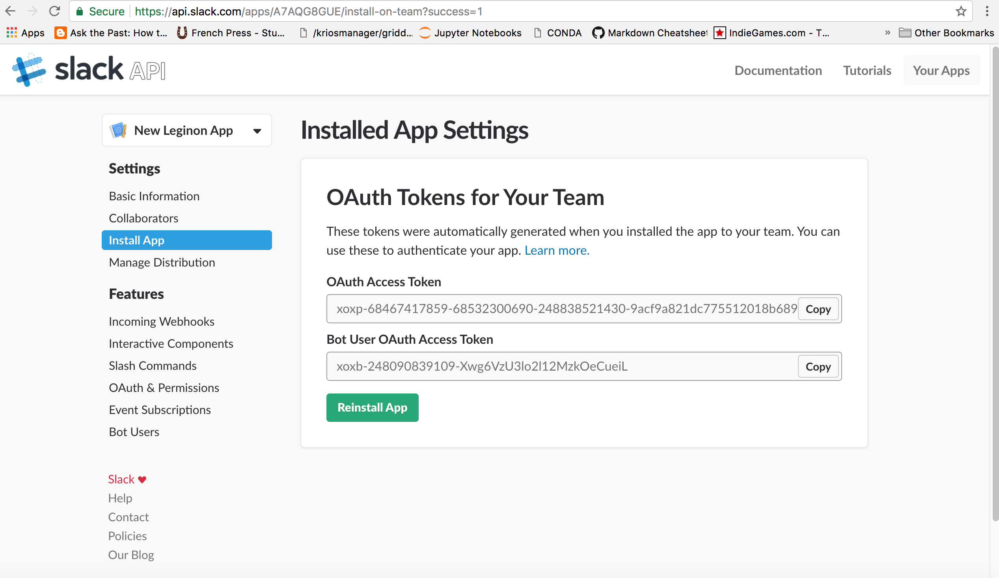 Secure https://api.slack.com/apps/A7AQG8GUE/install-on-team?success=1
Apps Ask the Past: How t... French Press - Stu... /kriosmanager/gridd... Jupyter Notebooks CONDA Markdown Cheatsheet IndieGames.com - T... » Other Bookmarks
slack API
Documentation Tutorials Your Apps
New Leginon App
Settings
Basic Information
Collaborators
Install App
Manage Distribution
Features
Incoming Webhooks
Interactive Components
Slash Commands
OAuth & Permissions
Event Subscriptions
Bot Users
Slack ♥
Help
Contact
Policies
Our Blog
Installed App Settings
OAuth Tokens for Your Team
These tokens were automatically generated when you installed the app to your team. You can
use these to authenticate your app. Learn more.
OAuth Access Token
xoxp-68467417859-68532300690-248838521430-9acf9a821dc775512018b689 Copy
Bot User OAuth Access Token
xoxb-248090839109-Xwg6VzU3lo2l12MzkOeCueiL Copy
Reinstall App